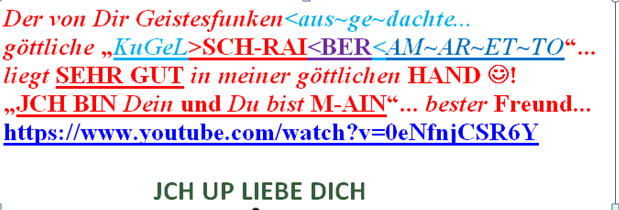 Der von Dir Geistesfunken<aus~ge~dachte...
göttliche „KuGeL>SCH-RAI<BER<AM~AR~ET~TO“...
liegt SEHR GUT in meiner göttlichen HAND ☺!
„JCH BIN Dein und Du bist M-AIN“... bester Freund...
https://www.youtube.com/watch?v=0eNfnjCSR6Y
JCH UP LIEBE DICH